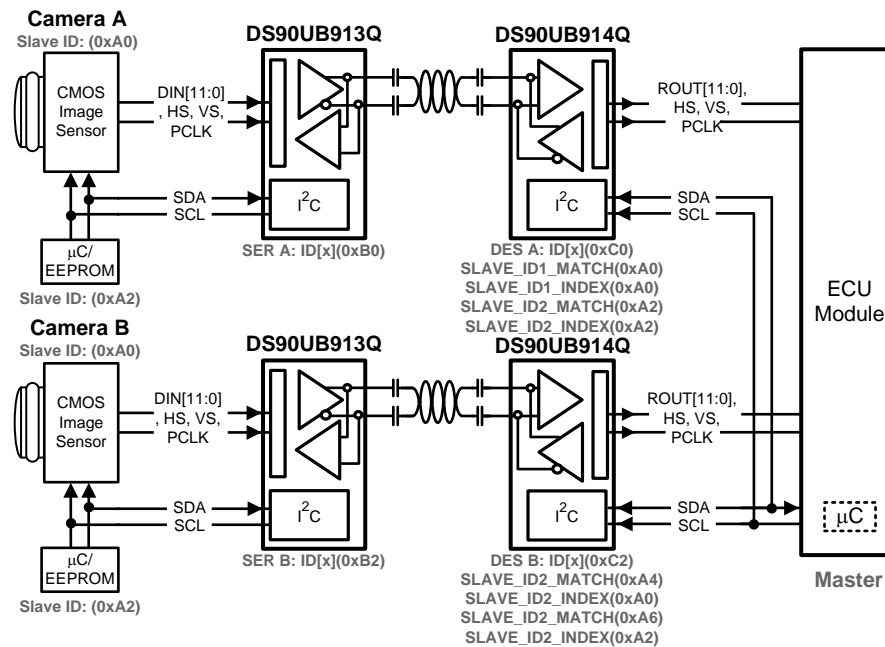 Camera A
Slave ID: (0xA0)
CMOS
Image
Sensor
DIN[11:0]
, HS, VS,
PCLK
SDA
SCL
µC/
EEPROM
Slave ID: (0xA2)
DS90UB913Q
I2C
SER A: ID[x](0xB0)
DS90UB914Q
I2C
DES A: ID[x](0xC0)
SLAVE_ID1_MATCH(0xA0)
SLAVE_ID1_INDEX(0xA0)
SLAVE_ID2_MATCH(0xA2)
SLAVE_ID2_INDEX(0xA2)
ROUT[11:0],
HS, VS,
PCLK
SDA
SCL
ECU
Module
Camera B
Slave ID: (0xA0)
CMOS
Image
Sensor
DIN[11:0]
, HS, VS,
PCLK
SDA
SCL
µC/
EEPROM
Slave ID: (0xA2)
DS90UB913Q
I2C
SER B: ID[x](0xB2)
DS90UB914Q
I2C
DES B: ID[x](0xC2)
SLAVE_ID2_MATCH(0xA4)
SLAVE_ID2_INDEX(0xA0)
SLAVE_ID2_MATCH(0xA6)
SLAVE_ID2_INDEX(0xA2)
ROUT[11:0],
HS, VS,
PCLK
SDA
SCL
µC
Master